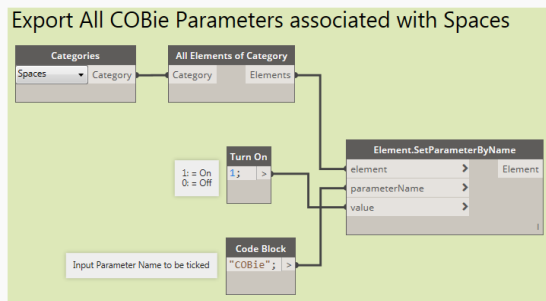 Export All COBie Parameters associated with Spaces
Categories
Spaces
Category
All Elements of Category
Category
Elements
Turn On
1;
>
1: = On
0: = Off
Element.SetParameterByName
element
>
Element
parameterName
>
value
>
Code Block
"COBie";
>
Input Parameter Name to be ticked